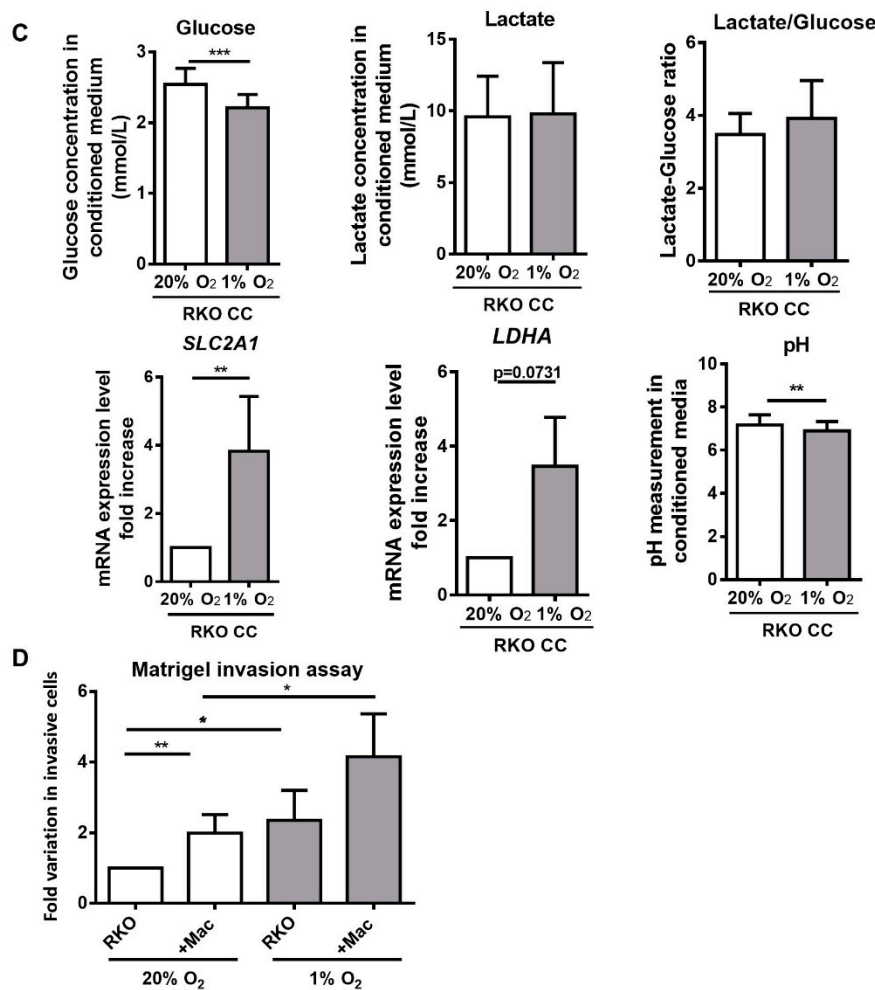 C
Glucose
Glucose concentration in
conditioned medium
(mmol/L)
3
2
1
0
***
20% O2 1% O2
RKO CC
Lactate
Lactate concentration in
conditioned medium
(mmol/L)
15
10
5
0
20% O2 1% O2
RKO CC
Lactate/Glucose
Lactate-Glucose ratio
6
4
2
0
20% O2 1% O2
RKO CC
SLC2A1
mRNA expression level
fold increase
6
4
2
0
**
20% O2 1% O2
RKO CC
LDHA
mRNA expression level
fold increase
6
4
2
0
p=0.0731
20% O2 1% O2
RKO CC
pH
pH measurement in
conditioned media
10
8
6
4
2
0
**
20% O2 1% O2
RKO CC
D
Matrigel invasion assay
Fold variation in invasive cells
6
4
2
0
*
*
**
RKO +Mac RKO +Mac
20% O2 1% O2